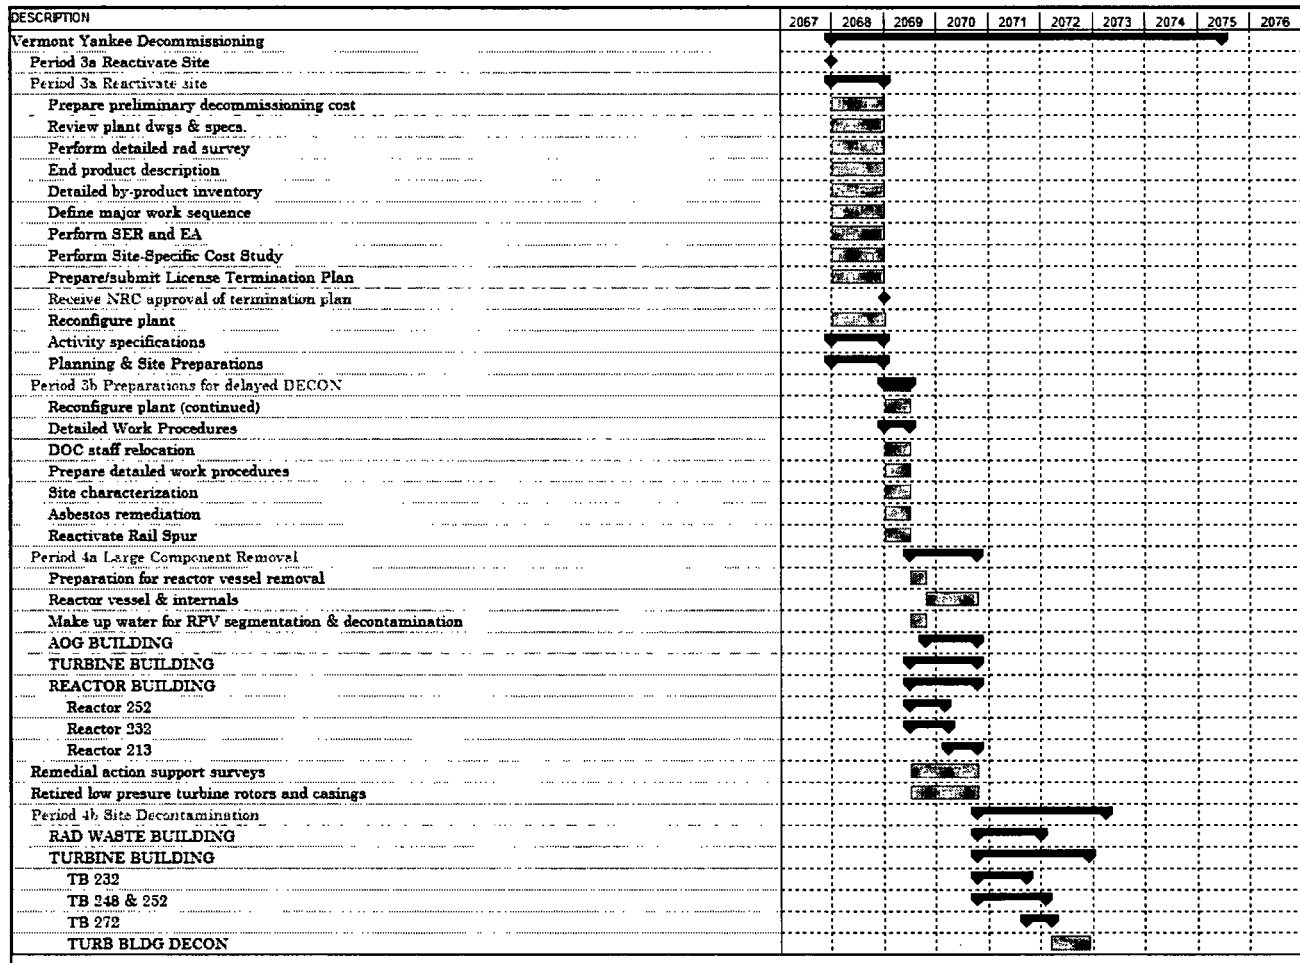 DESCRIPTION 2067 2068 2069 2070 2071 2072 2073 2074 2075 2076
Vermont Yankee Decommissioning
Period 3a Reactivate Site
Period 3a Reactivate site
Prepare preliminary decommissioning cost
Review plant dwgs & specs.
Perform detailed rad survey
End product description
Detailed by-product inventory
Define major work sequence
Perform SER and EA
Perform Site-Specific Cost Study
Prepare/submit License Termination Plan
Receive NRC approval of termination plan
Reconfigure plant
Activity specifications
Planning & Site Preparations
Period 3b Preparations for delayed DECON
Reconfigure plant (continued)
Detailed Work Procedures
DOC staff relocation
Prepare detailed work procedures
Site characterization
Asbestos remediation
Reactivate Rail Spur
Period 4a Large Component Removal
Preparation for reactor vessel removal
Reactor vessel & internals
Make up water for RPV segmentation & decontamination
AOG BUILDING
TURBINE BUILDING
REACTOR BUILDING
Reactor 252
Reactor 232
Reactor 213
Remedial action support surveys
Retired low presure turbine rotors and casings
Period 4b Site Decontamination
RAD WASTE BUILDING
TURBINE BUILDING
TB 232
TB 248 & 252
TB 272
TURB BLDG DECON